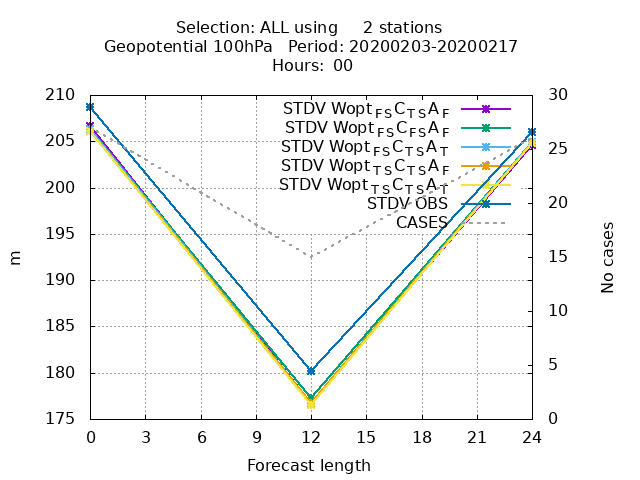 Selection: ALL using     2 stations
Geopotential 100hPa   Period: 20200203-20200217
Hours:  00
210 30
STDV Wopt FS C TS A F
STDV Wopt FS C FS A F
205 25
STDV Wopt FS C TS A T
STDV Wopt TS C TS A F
STDV Wopt TS C TS A T
200 20
STDV OBS
CASES
195 15
190 10
185
180 5
175 0
m
No cases
0 3 6 9 12 15 18 21 24
Forecast length